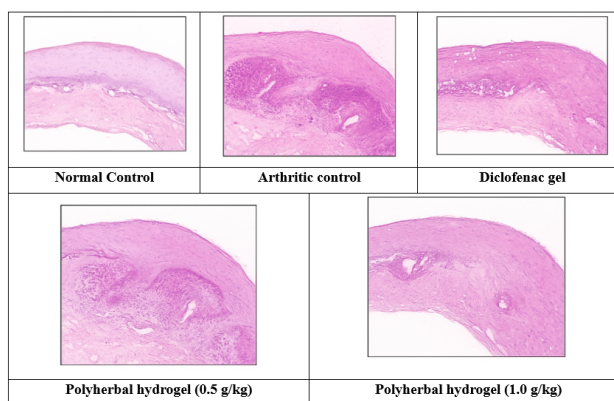 Normal Control
Arthritic control
Diclofenac gel
Polyherbal hydrogel (0.5 g/kg)
Polyherbal hydrogel (1.0 g/kg)